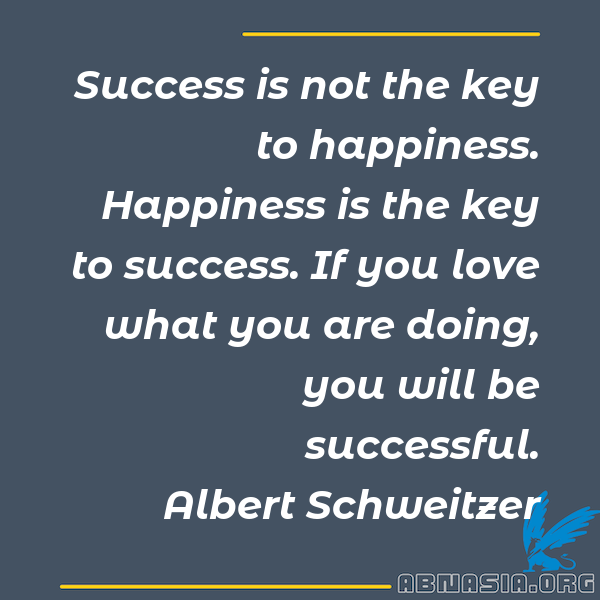 Success is not the key
to happiness.
Happiness is the key
to success. If you love
what you are doing,
you will be
successful.
Albert Schweitzer
ABNASIA.ORG